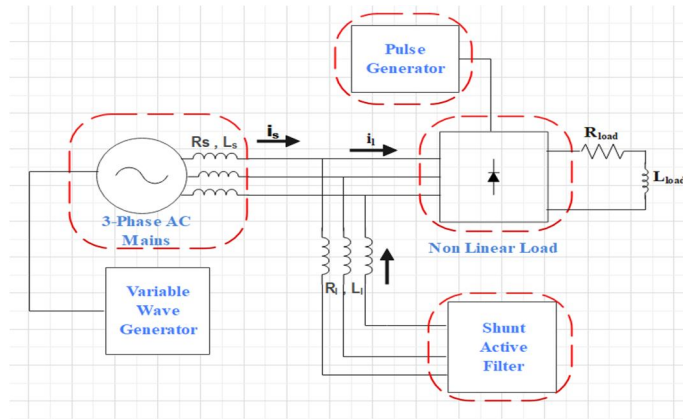 Pulse
Generator
Rs , Ls
is
il
Rload
Lload
3-Phase AC
Mains
Non Linear Load
Variable
Wave
Generator
Rl , Ll
Shunt
Active
Filter